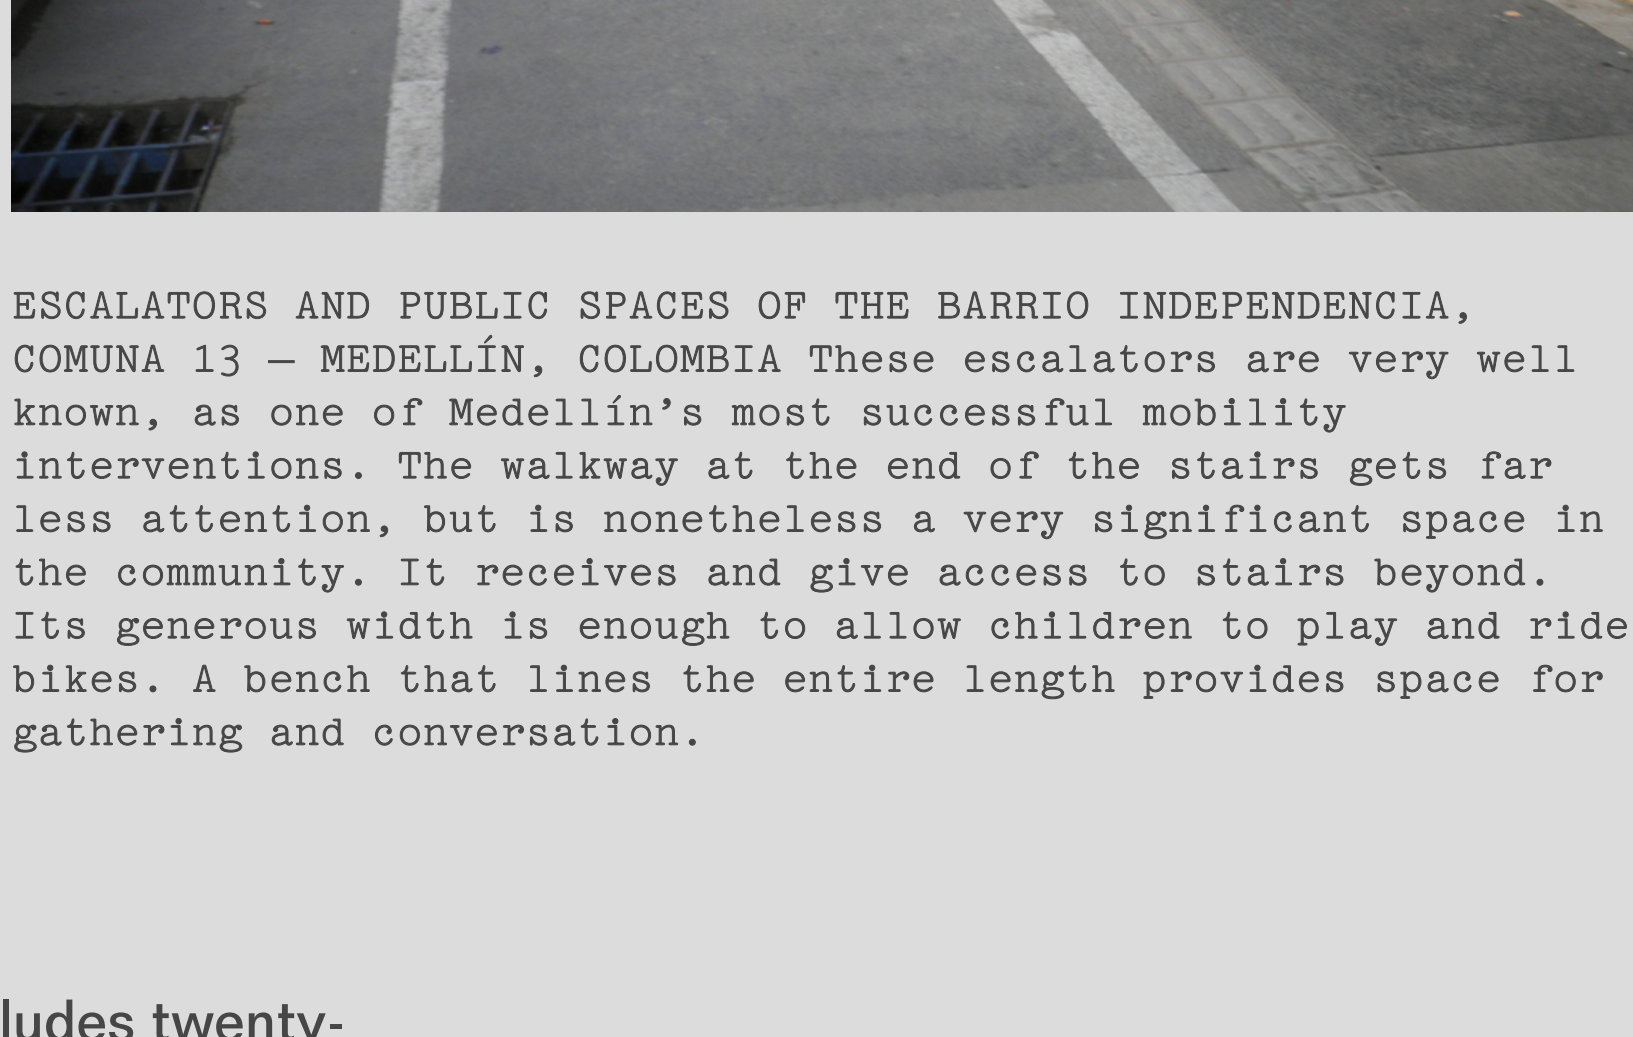 ESCALATORS AND PUBLIC SPACES OF THE BARRIO INDEPENDENCIA,
COMUNA 13 — MEDELLÍN, COLOMBIA These escalators are very well
known, as one of Medellín’s most successful mobility
interventions. The walkway at the end of the stairs gets far
less attention, but is nonetheless a very significant space in
the community. It receives and give access to stairs beyond.
Its generous width is enough to allow children to play and ride
bikes. A bench that lines the entire length provides space for
gathering and conversation.
ludes twenty-